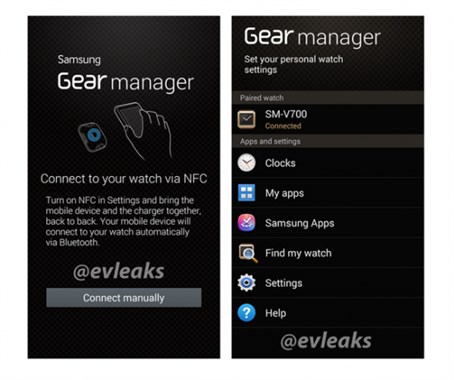 Samsung
Gear manager
Connect to your watch via NFC
Turn on NFC in Settings and bring the
mobile device and the charger together,
back to back. Your mobile device will
connect to your watch automatically
via Bluetooth.
@evleaks
Connect manually
Gear manager
Set your personal watch
settings
Paired watch
SM-V700
Connected
Apps and settings
Clocks
My apps
Samsung Apps
Find my watch
Settings
Help
@evleaks